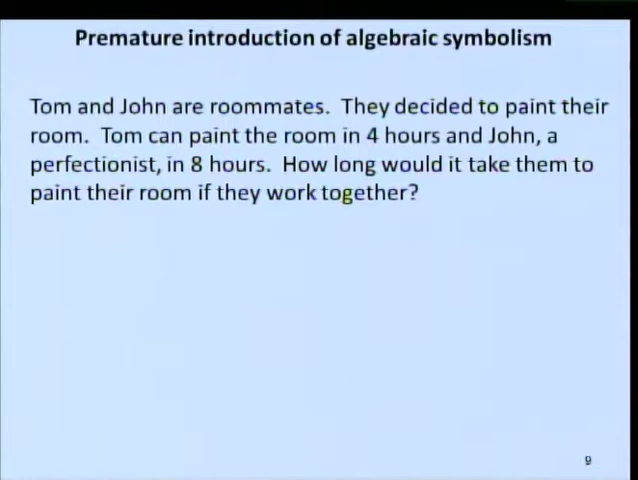 Premature introduction of algebraic symbolism
Tom and John are roommates.  They decided to paint their
room.  Tom can paint the room in 4 hours and John, a
perfectionist, in 8 hours.  How long would it take them to
paint their room if they work together?
9